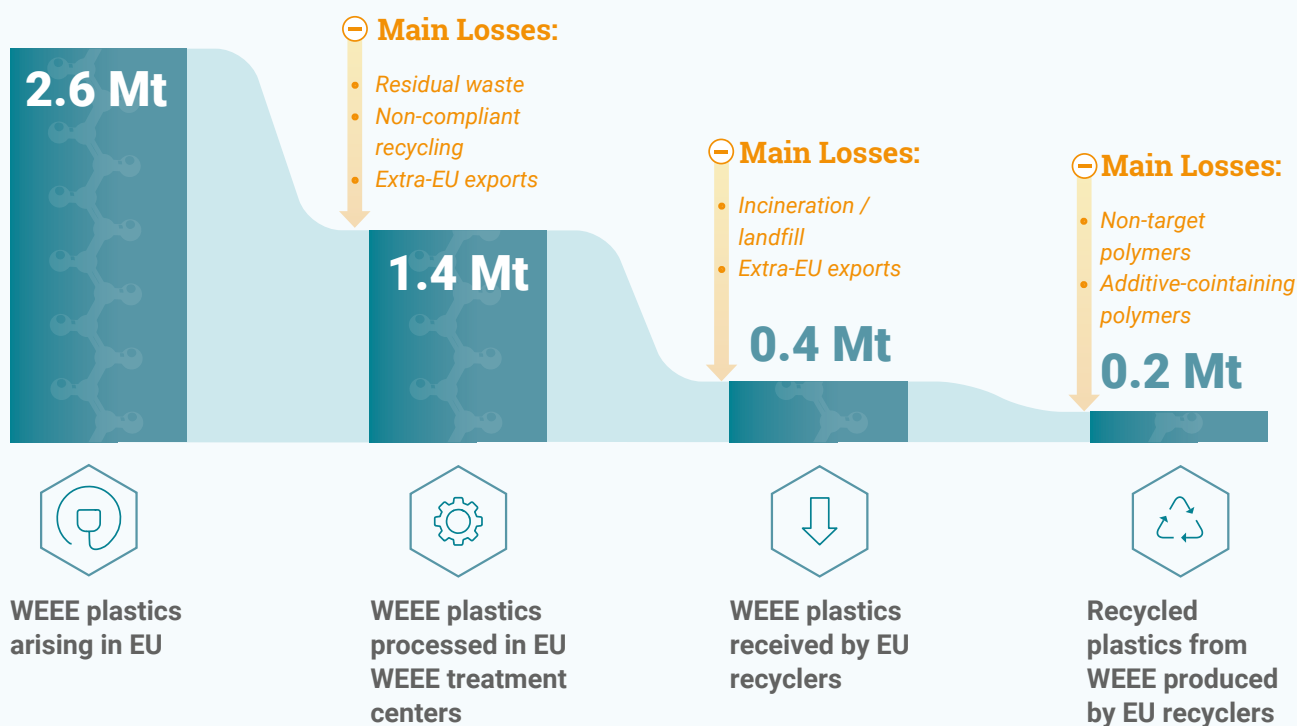 2.6 Mt
Main Losses:
Residual waste
Non-compliant
recycling
Extra-EU exports
1.4 Mt
Main Losses:
Incineration /
landfill
Extra-EU exports
0.4 Mt
Main Losses:
Non-target
polymers
Additive-cointaining
polymers
0.2 Mt
WEEE plastics
arising in EU
WEEE plastics
processed in EU
WEEE treatment
centers
WEEE plastics
received by EU
recyclers
Recycled
plastics from
WEEE produced
by EU recyclers